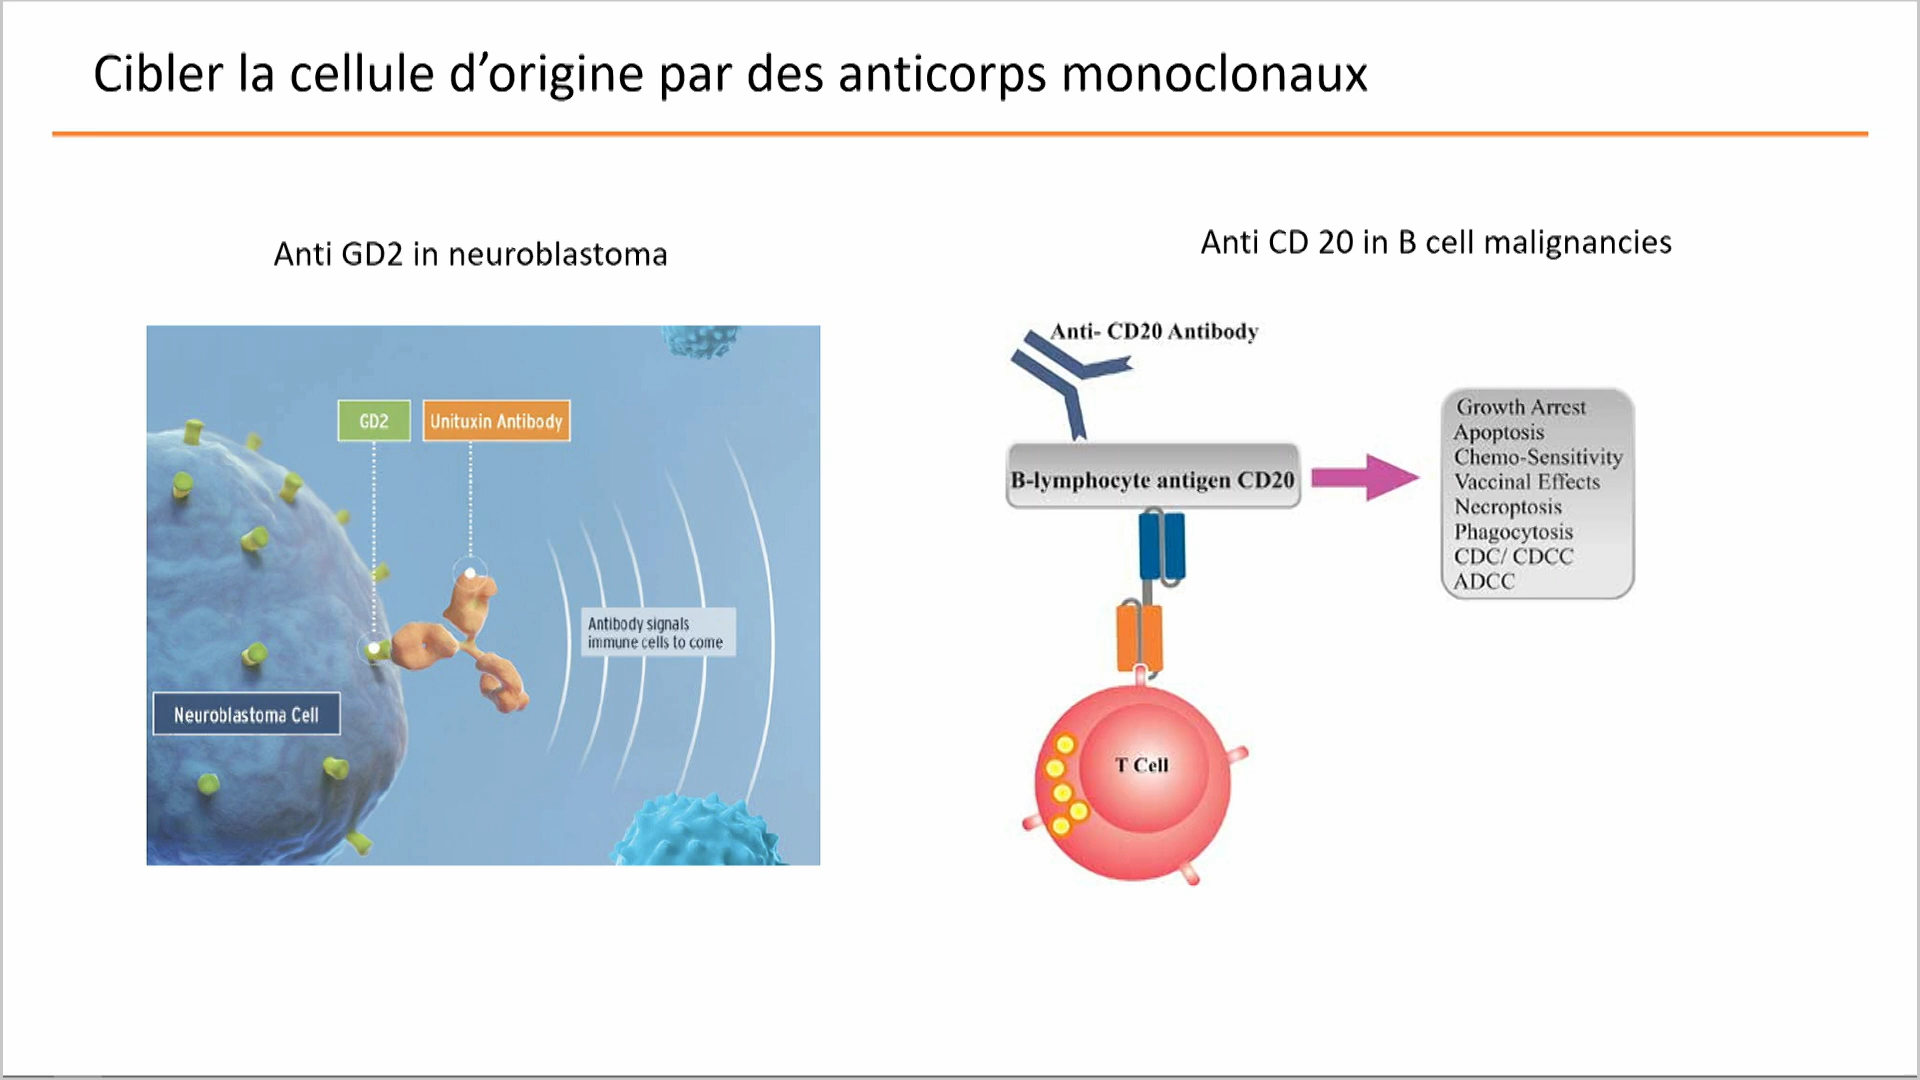 Cibler la cellule d’origine par des anticorps monoclonaux
Anti GD2 in neuroblastoma
GD2
Unituxin Antibody
Antibody signals
immune cells to come
Neuroblastoma Cell
Anti CD 20 in B cell malignancies
Anti- CD20 Antibody
B-lymphocyte antigen CD20
Growth Arrest
Apoptosis
Chemo-Sensitivity
Vaccinal Effects
Necroptosis
Phagocytosis
CDC/ CDCC
ADCC
T Cell